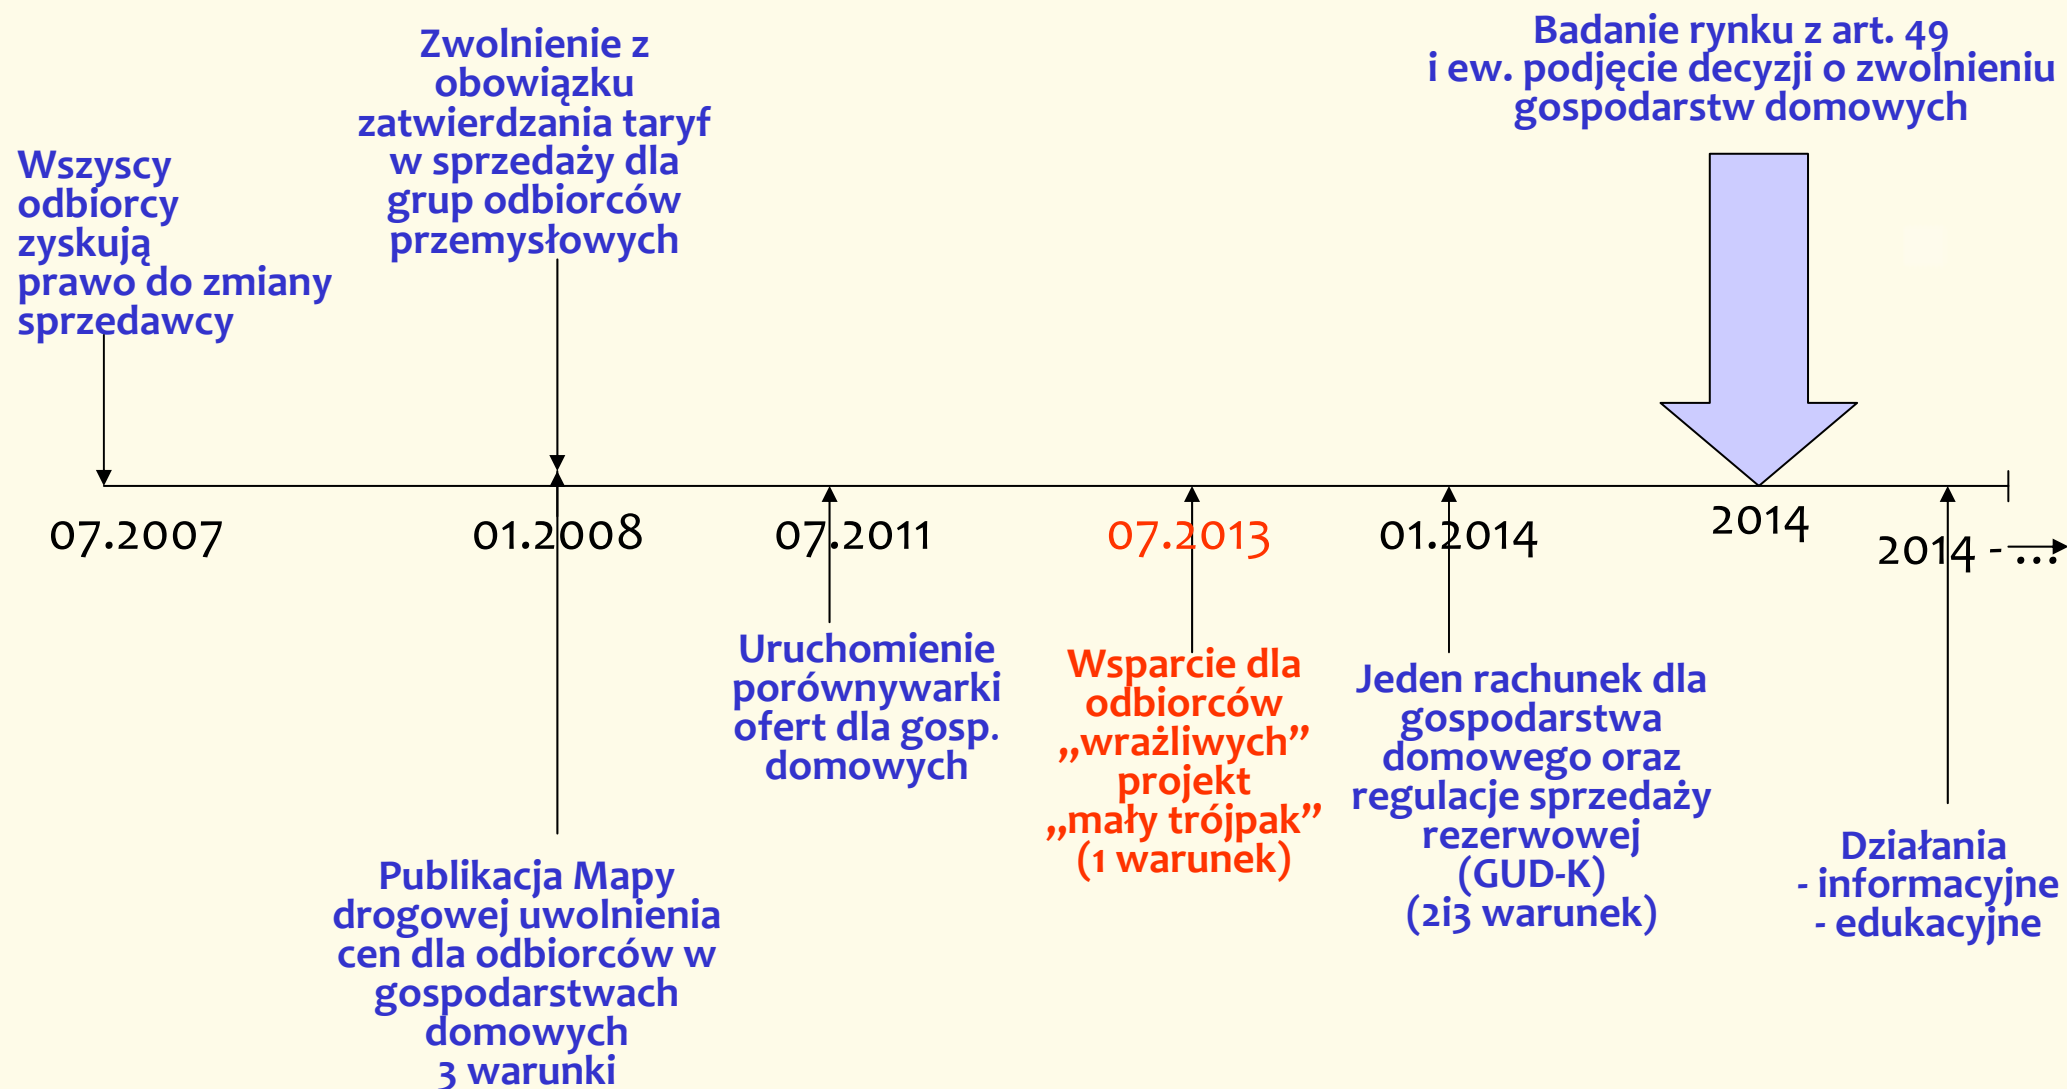 Wszyscy
odbiorcy
zyskują
prawo do zmiany
sprzedawcy
Zwolnienie z
obowiązku
zatwierdzania taryf
w sprzedaży dla
grup odbiorców
przemysłowych
Badanie rynku z art. 49
i ew. podjęcie decyzji o zwolnieniu
gospodarstw domowych
07.2007
01.2008
07.2011
07.2013
01.2014
2014
2014 - ...
Publikacja Mapy
drogowej uwolnienia
cen dla odbiorców w
gospodarstwach
domowych
3 warunki
Uruchomienie
porównywarki
ofert dla gosp.
domowych
Wsparcie dla
odbiorców
„wrażliwych”
projekt
„mały trójpak”
(1 warunek)
Jeden rachunek dla
gospodarstwa
domowego oraz
regulacje sprzedaży
rezerwowej
(GUD-K)
(2i3 warunek)
Działania
- informacyjne
- edukacyjne